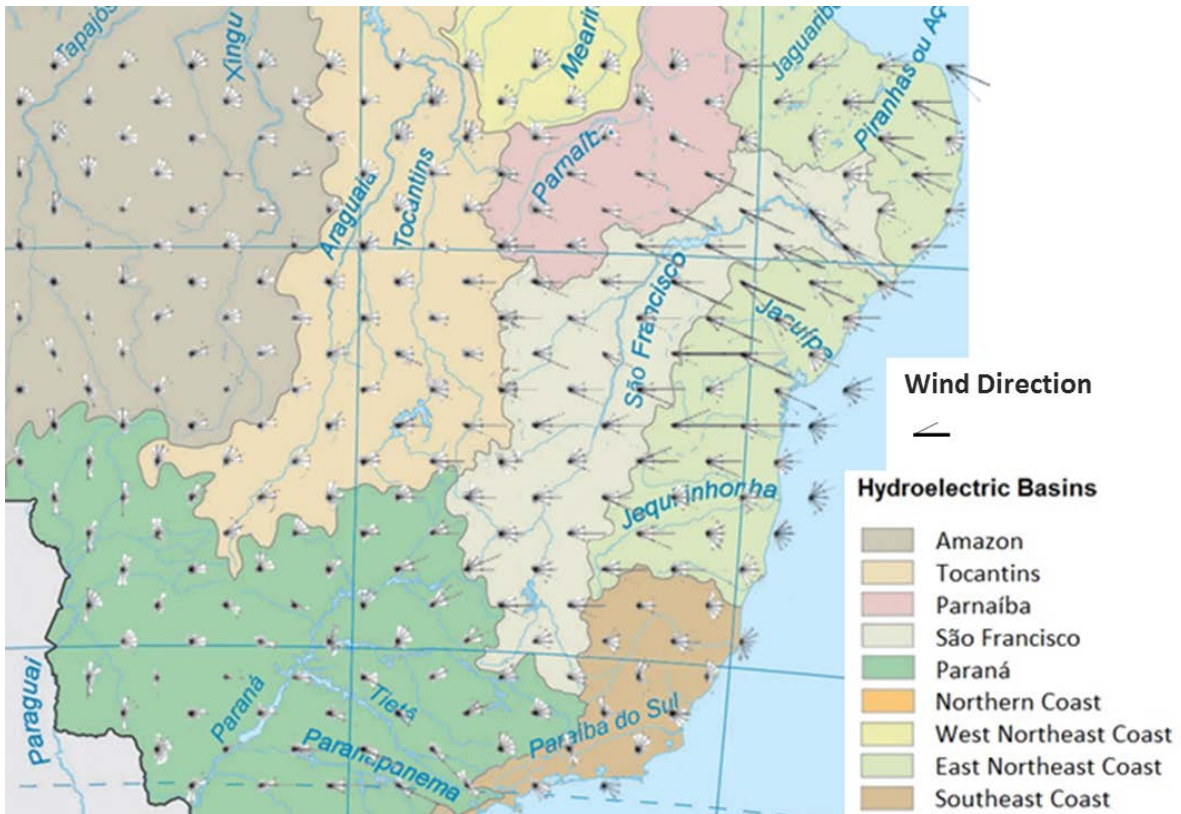 Tapajós
Xingu
Mearim
Jaguaribe
Piranhas ou Açu
Parnaíb
Araguaia
Tocantins
São Francisco
Jacuípe
Jequitinhonha
Paraguai
Paraná
Tietê
Paranapanema
Paraíba do Sul
Wind Direction
Hydroelectric Basins
Amazon
Tocantins
Parnaíba
São Francisco
Paraná
Northern Coast
West Northeast Coast
East Northeast Coast
Southeast Coast